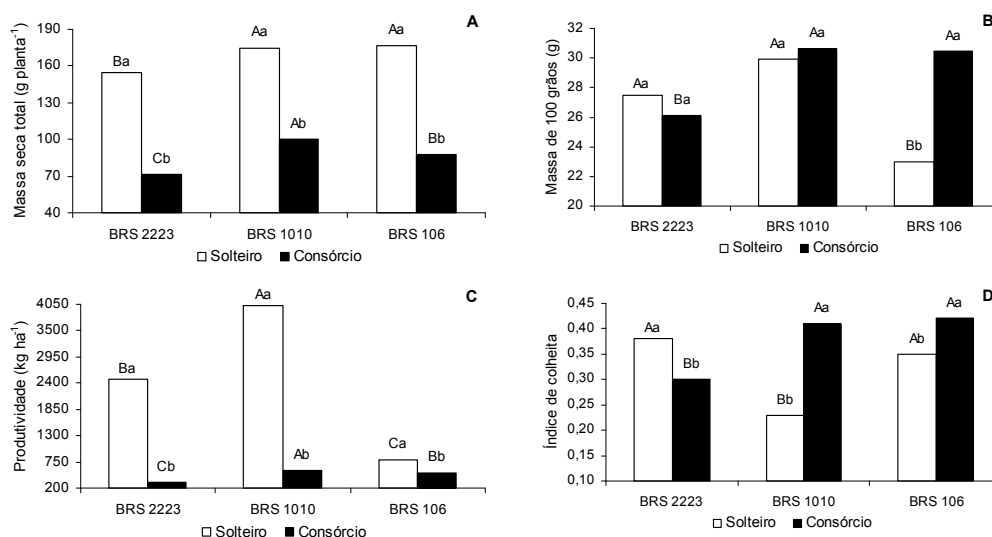 A
Massa seca total (g planta⁻¹)
190
160
130
100
70
40
Ba
Cb
Aa
Ab
Aa
Bb
BRS 2223 BRS 1010 BRS 106
Solteiro Consórcio
B
Massa de 100 grãos (g)
32
30
28
26
24
22
20
Aa
Ba
Aa
Aa
Bb
Aa
BRS 2223 BRS 1010 BRS 106
Solteiro Consórcio
C
Produtividade (kg ha⁻¹)
4050
3500
2950
2400
1850
1300
750
200
Ba
Cb
Aa
Ab
Ca
Bb
BRS 2223 BRS 1010 BRS 106
Solteiro Consórcio
D
Índice de colheita
0,45
0,40
0,35
0,30
0,25
0,20
0,15
0,10
Aa
Bb
Bb
Aa
Ab
Aa
BRS 2223 BRS 1010 BRS 106
Solteiro Consórcio